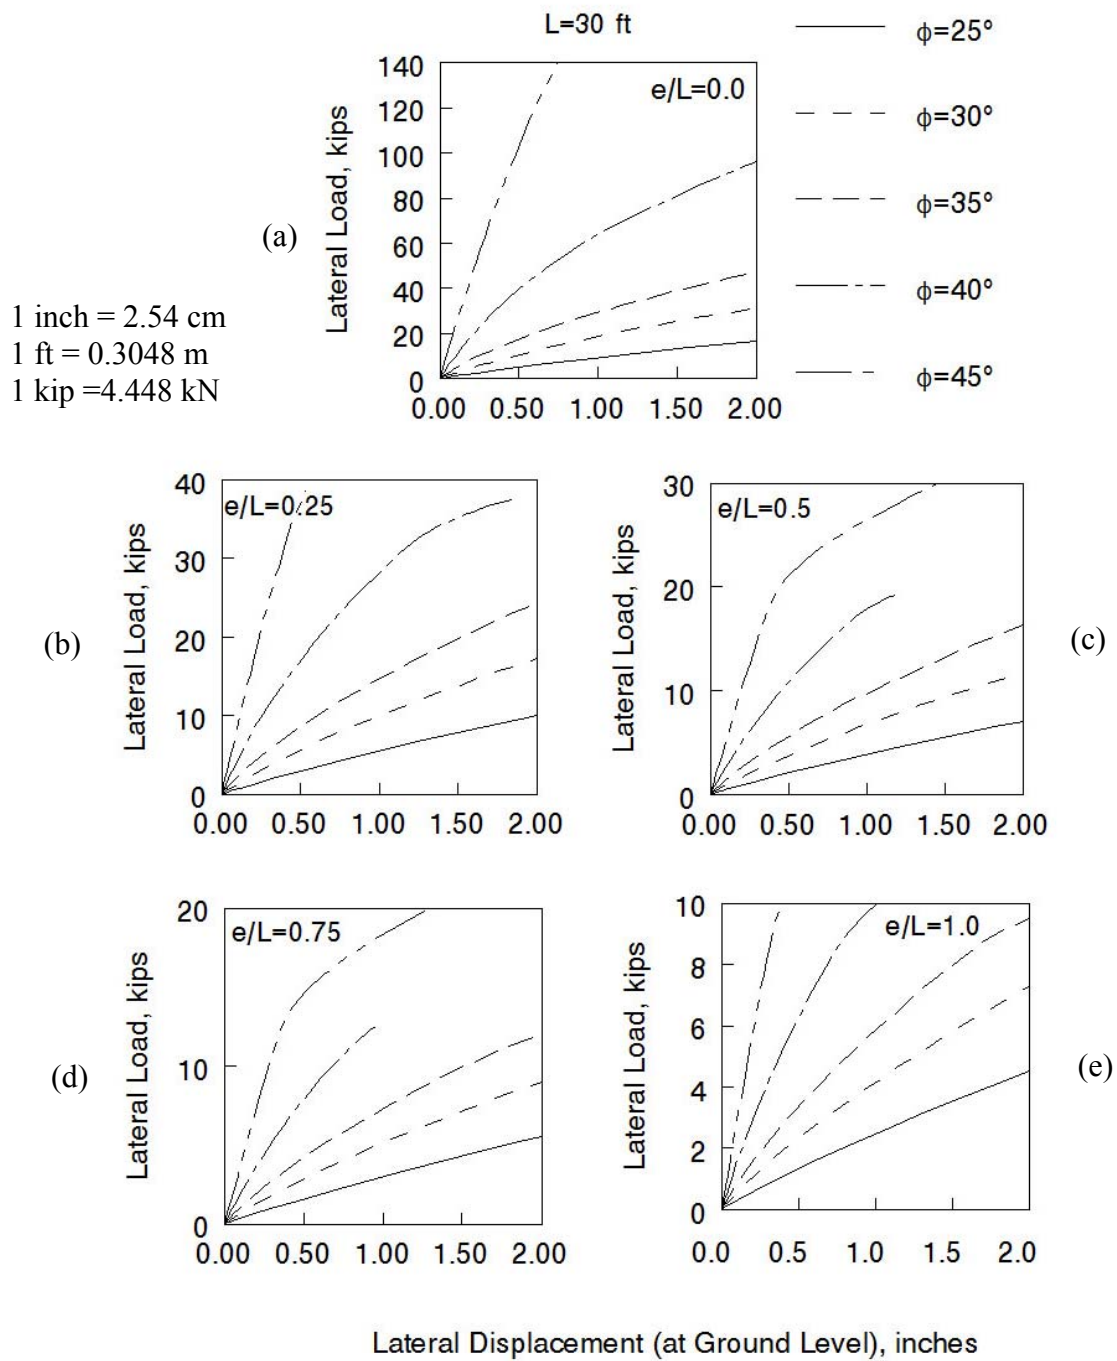 L=30 ft
ϕ=25°
ϕ=30°
ϕ=35°
ϕ=40°
ϕ=45°
(a)
Lateral Load, kips
e/L=0.0
140
120
100
80
60
40
20
0
0.00 0.50 1.00 1.50 2.00
1 inch = 2.54 cm
1 ft = 0.3048 m
1 kip =4.448 kN
(b)
Lateral Load, kips
e/L=0.25
40
30
20
10
0
0.00 0.50 1.00 1.50 2.00
(c)
Lateral Load, kips
e/L=0.5
30
20
10
0
0.00 0.50 1.00 1.50 2.00
(d)
Lateral Load, kips
e/L=0.75
20
10
0
0.00 0.50 1.00 1.50 2.00
(e)
Lateral Load, kips
e/L=1.0
10
8
6
4
2
0
0.0 0.5 1.0 1.5 2.0
Lateral Displacement (at Ground Level), inches